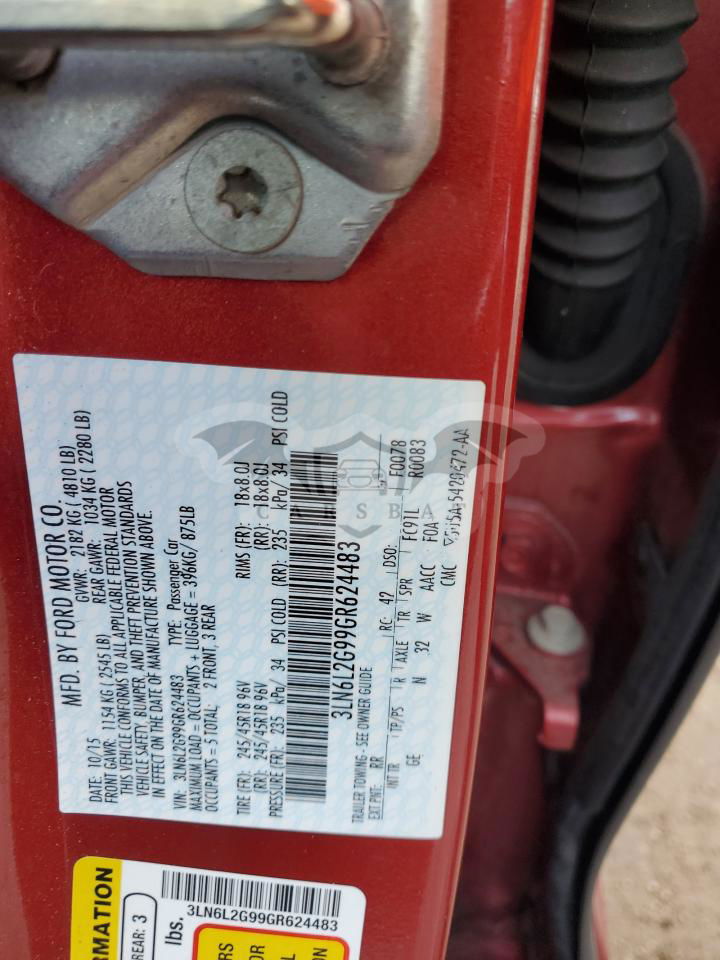 MFD. BY FORD MOTOR CO.
DATE: 10/15 GVWR: 2182 KG ( 4810 LB)
FRONT GAWR: 1154 KG ( 2545 LB) REAR GAWR: 1034 KG ( 2280 LB)
THIS VEHICLE CONFORMS TO ALL APPLICABLE FEDERAL MOTOR
VEHICLE SAFETY, BUMPER, AND THEFT PREVENTION STANDARDS
IN EFFECT ON THE DATE OF MANUFACTURE SHOWN ABOVE.
VIN: 3LN6L2G99GR624483 TYPE: Passenger Car
MAXIMUM LOAD = OCCUPANTS + LUGGAGE = 396KG/ 875LB
OCCUPANTS = 5 TOTAL: 2 FRONT, 3 REAR
TIRE (FR): 245/45R18 96V RIMS (FR): 18x8.0J
(RR): 245/45R18 96V (RR): 18x8.0J
PRESSURE (FR): 235 kPa/ 34 PSI COLD (RR): 235 kPa/ 34 PSI COLD
3LN6L2G99GR624483
TRAILER TOWING - SEE OWNER GUIDE F0078
EXT PNT: RR RC: 42 DSO: R0083
INT TR TP/PS R AXLE TR SPR FC91L
GE N 32 W AACC F0A
CMC
CARSBAT
3LN6L2G99GR624483
REAR: 3
lbs.